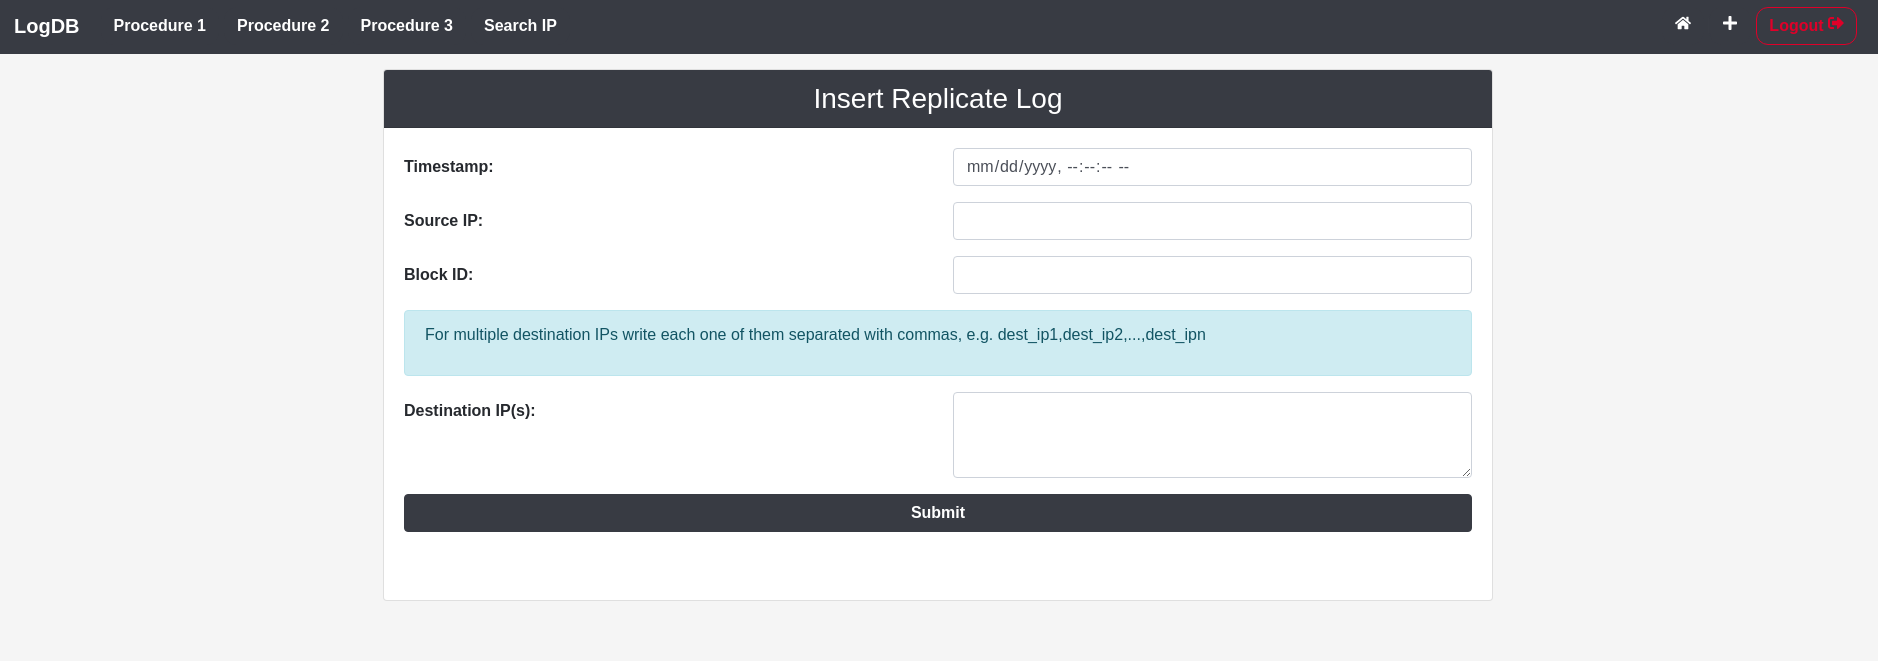 LogDB Procedure 1 Procedure 2 Procedure 3 Search IP Logout
Insert Replicate Log
Timestamp: mm/dd/yyyy, --:--:-- --
Source IP:
Block ID:
For multiple destination IPs write each one of them separated with commas, e.g. dest_ip1,dest_ip2,...,dest_ipn
Destination IP(s):
Submit